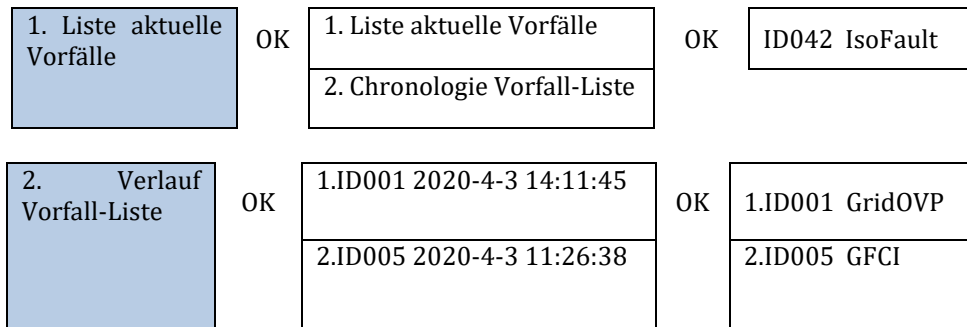 1. Liste aktuelle
Vorfälle
OK
1. Liste aktuelle Vorfälle
2. Chronologie Vorfall-Liste
OK
ID042 IsoFault
2. Verlauf
Vorfall-Liste
OK
1.ID001 2020-4-3 14:11:45
2.ID005 2020-4-3 11:26:38
OK
1.ID001 GridOVP
2.ID005 GFCI